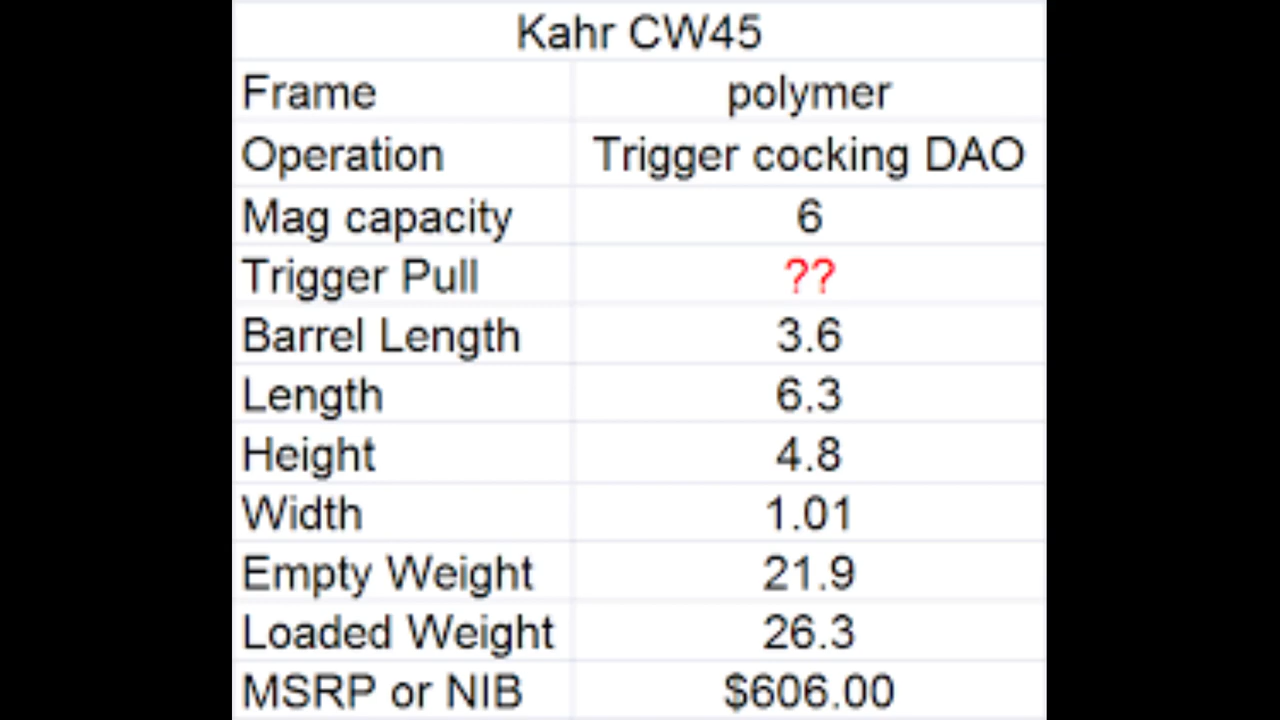 Kahr CW45
Frame polymer
Operation Trigger cocking DAO
Mag capacity 6
Trigger Pull ??
Barrel Length 3.6
Length 6.3
Height 4.8
Width 1.01
Empty Weight 21.9
Loaded Weight 26.3
MSRP or NIB $606.00